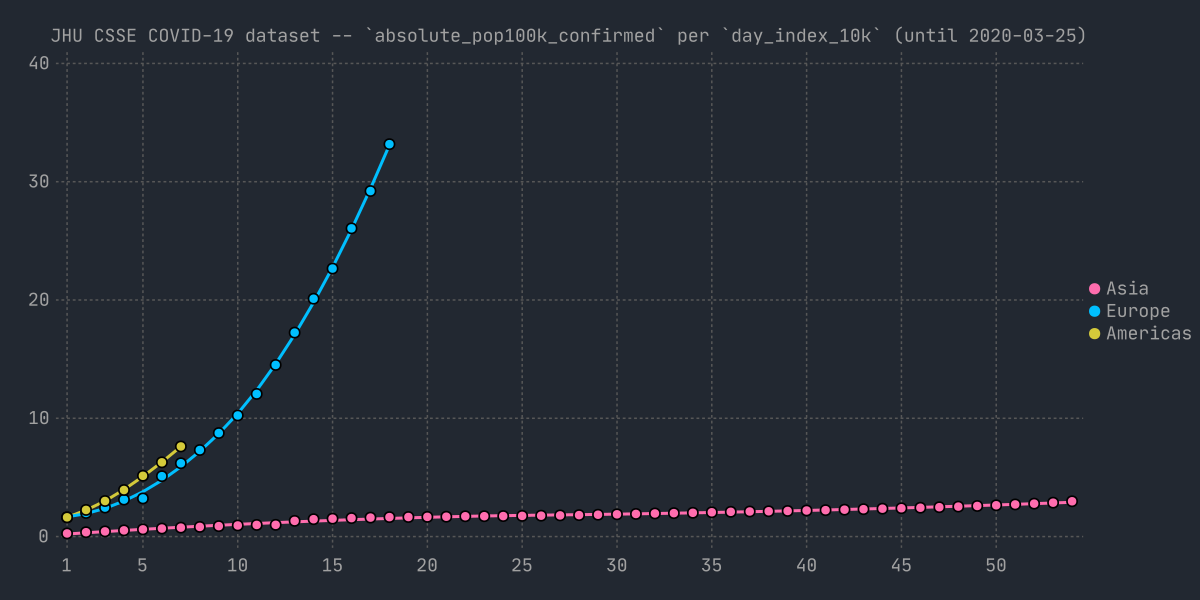 JHU CSSE COVID-19 dataset -- `absolute_pop100k_confirmed` per `day_index_10k` (until 2020-03-25)
40
30
20
10
0
1 5 10 15 20 25 30 35 40 45 50
Asia
Europe
Americas